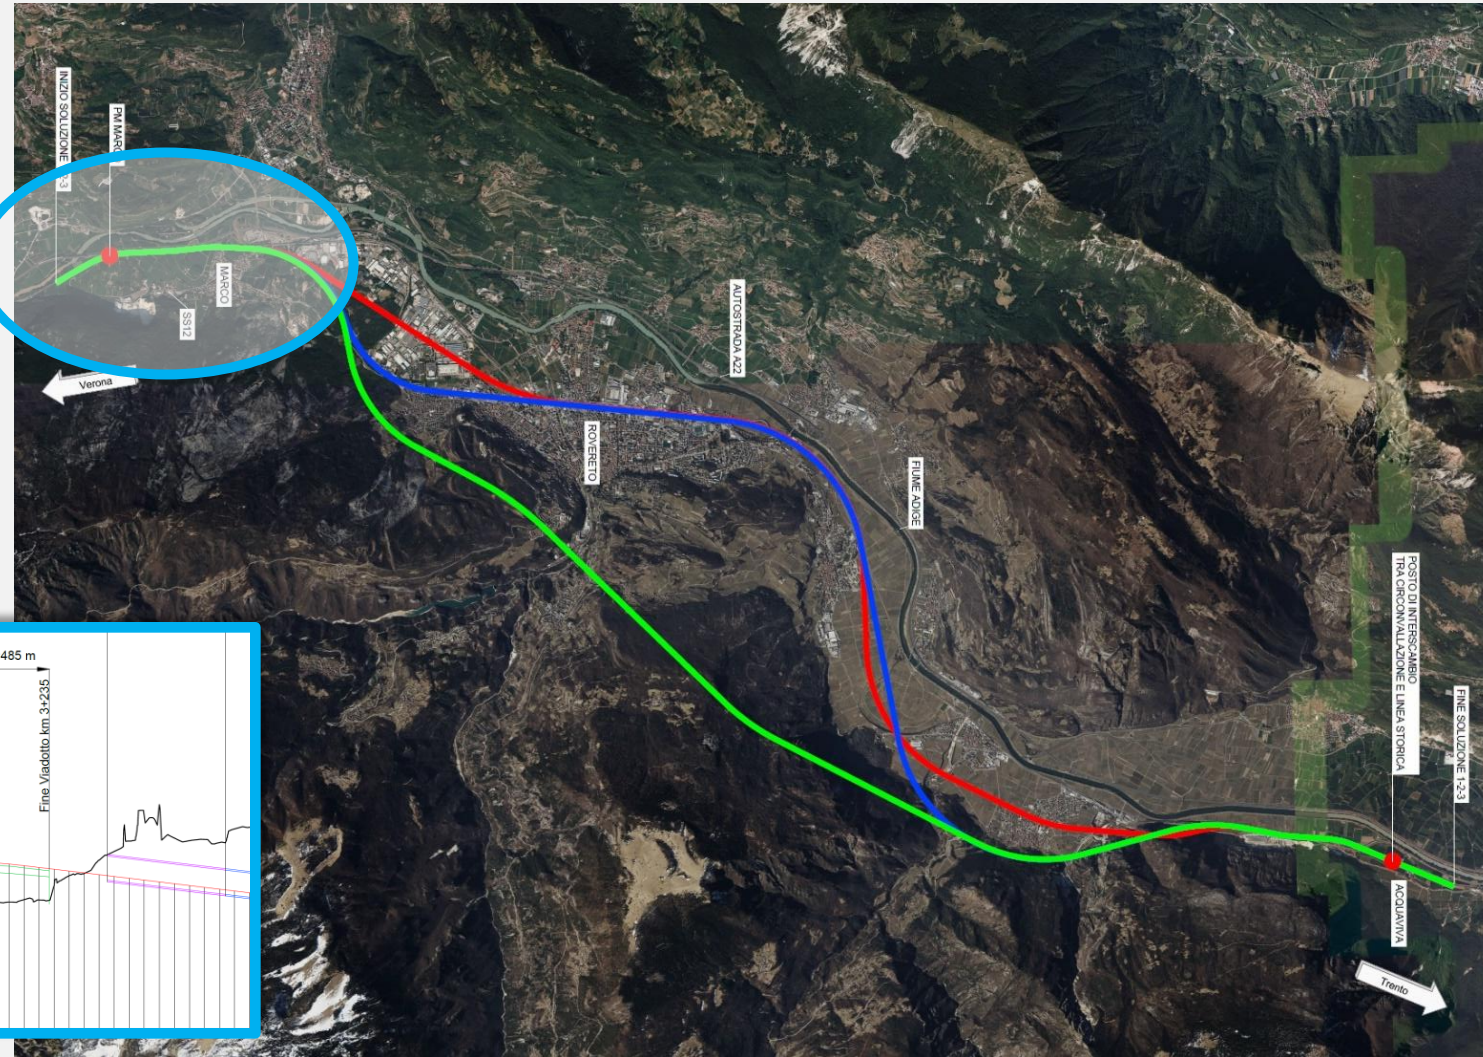 INIZIO SOLUZIONE
-3
PM MARC
MARCO
SS12
Verona
ROVERETO
AUTOSTRADA A22
FIUME ADIGE
POSTO DI INTERSCAMBIO
TRA CIRCONVALLAZIONE E LINEA STORICA
FINE SOLUZIONE 1-2-3
ACQUAVIVA
Trento
485 m
Fine Viadotto km 3+235